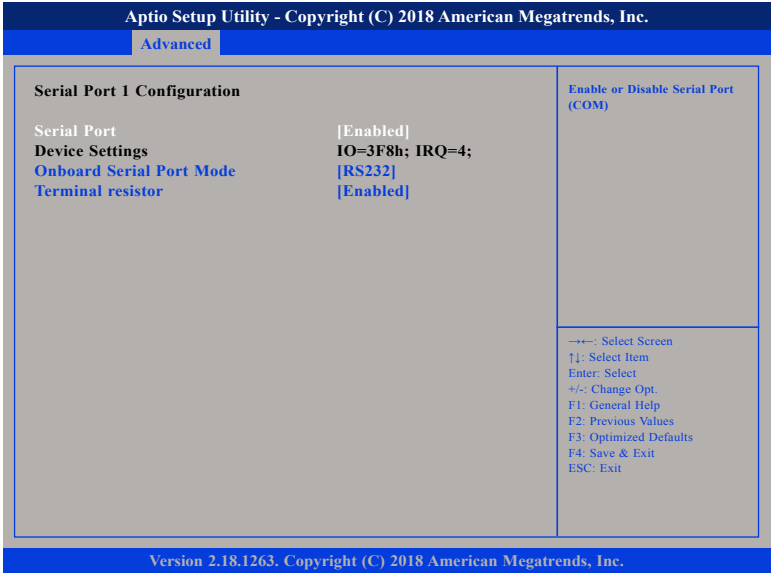 Aptio Setup Utility - Copyright (C) 2018 American Megatrends, Inc.
Advanced
Serial Port 1 Configuration
Serial Port [Enabled]
Device Settings IO=3F8h; IRQ=4;
Onboard Serial Port Mode [RS232]
Terminal resistor [Enabled]
Enable or Disable Serial Port
(COM)
→←: Select Screen
↑↓: Select Item
Enter: Select
+/-: Change Opt.
F1: General Help
F2: Previous Values
F3: Optimized Defaults
F4: Save & Exit
ESC: Exit
Version 2.18.1263. Copyright (C) 2018 American Megatrends, Inc.